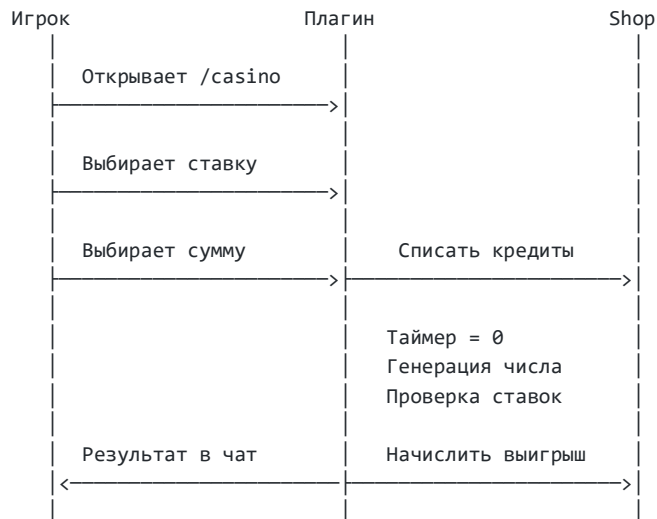 Игрок Плагин Shop
Открывает /casino
Выбирает ставку
Выбирает сумму Списать кредиты
Таймер = 0
Генерация числа
Проверка ставок
Результат в чат Начислить выигрыш